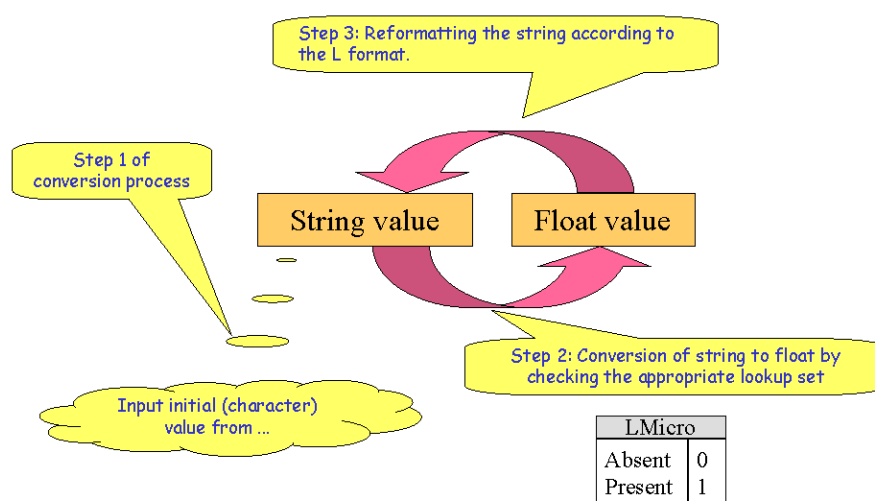 Step 3: Reformatting the string according to
the L format.
Step 1 of
conversion process
String value
Float value
Step 2: Conversion of string to float by
checking the appropriate lookup set
Input initial (character)
value from ...
LMicro
Absent 0
Present 1